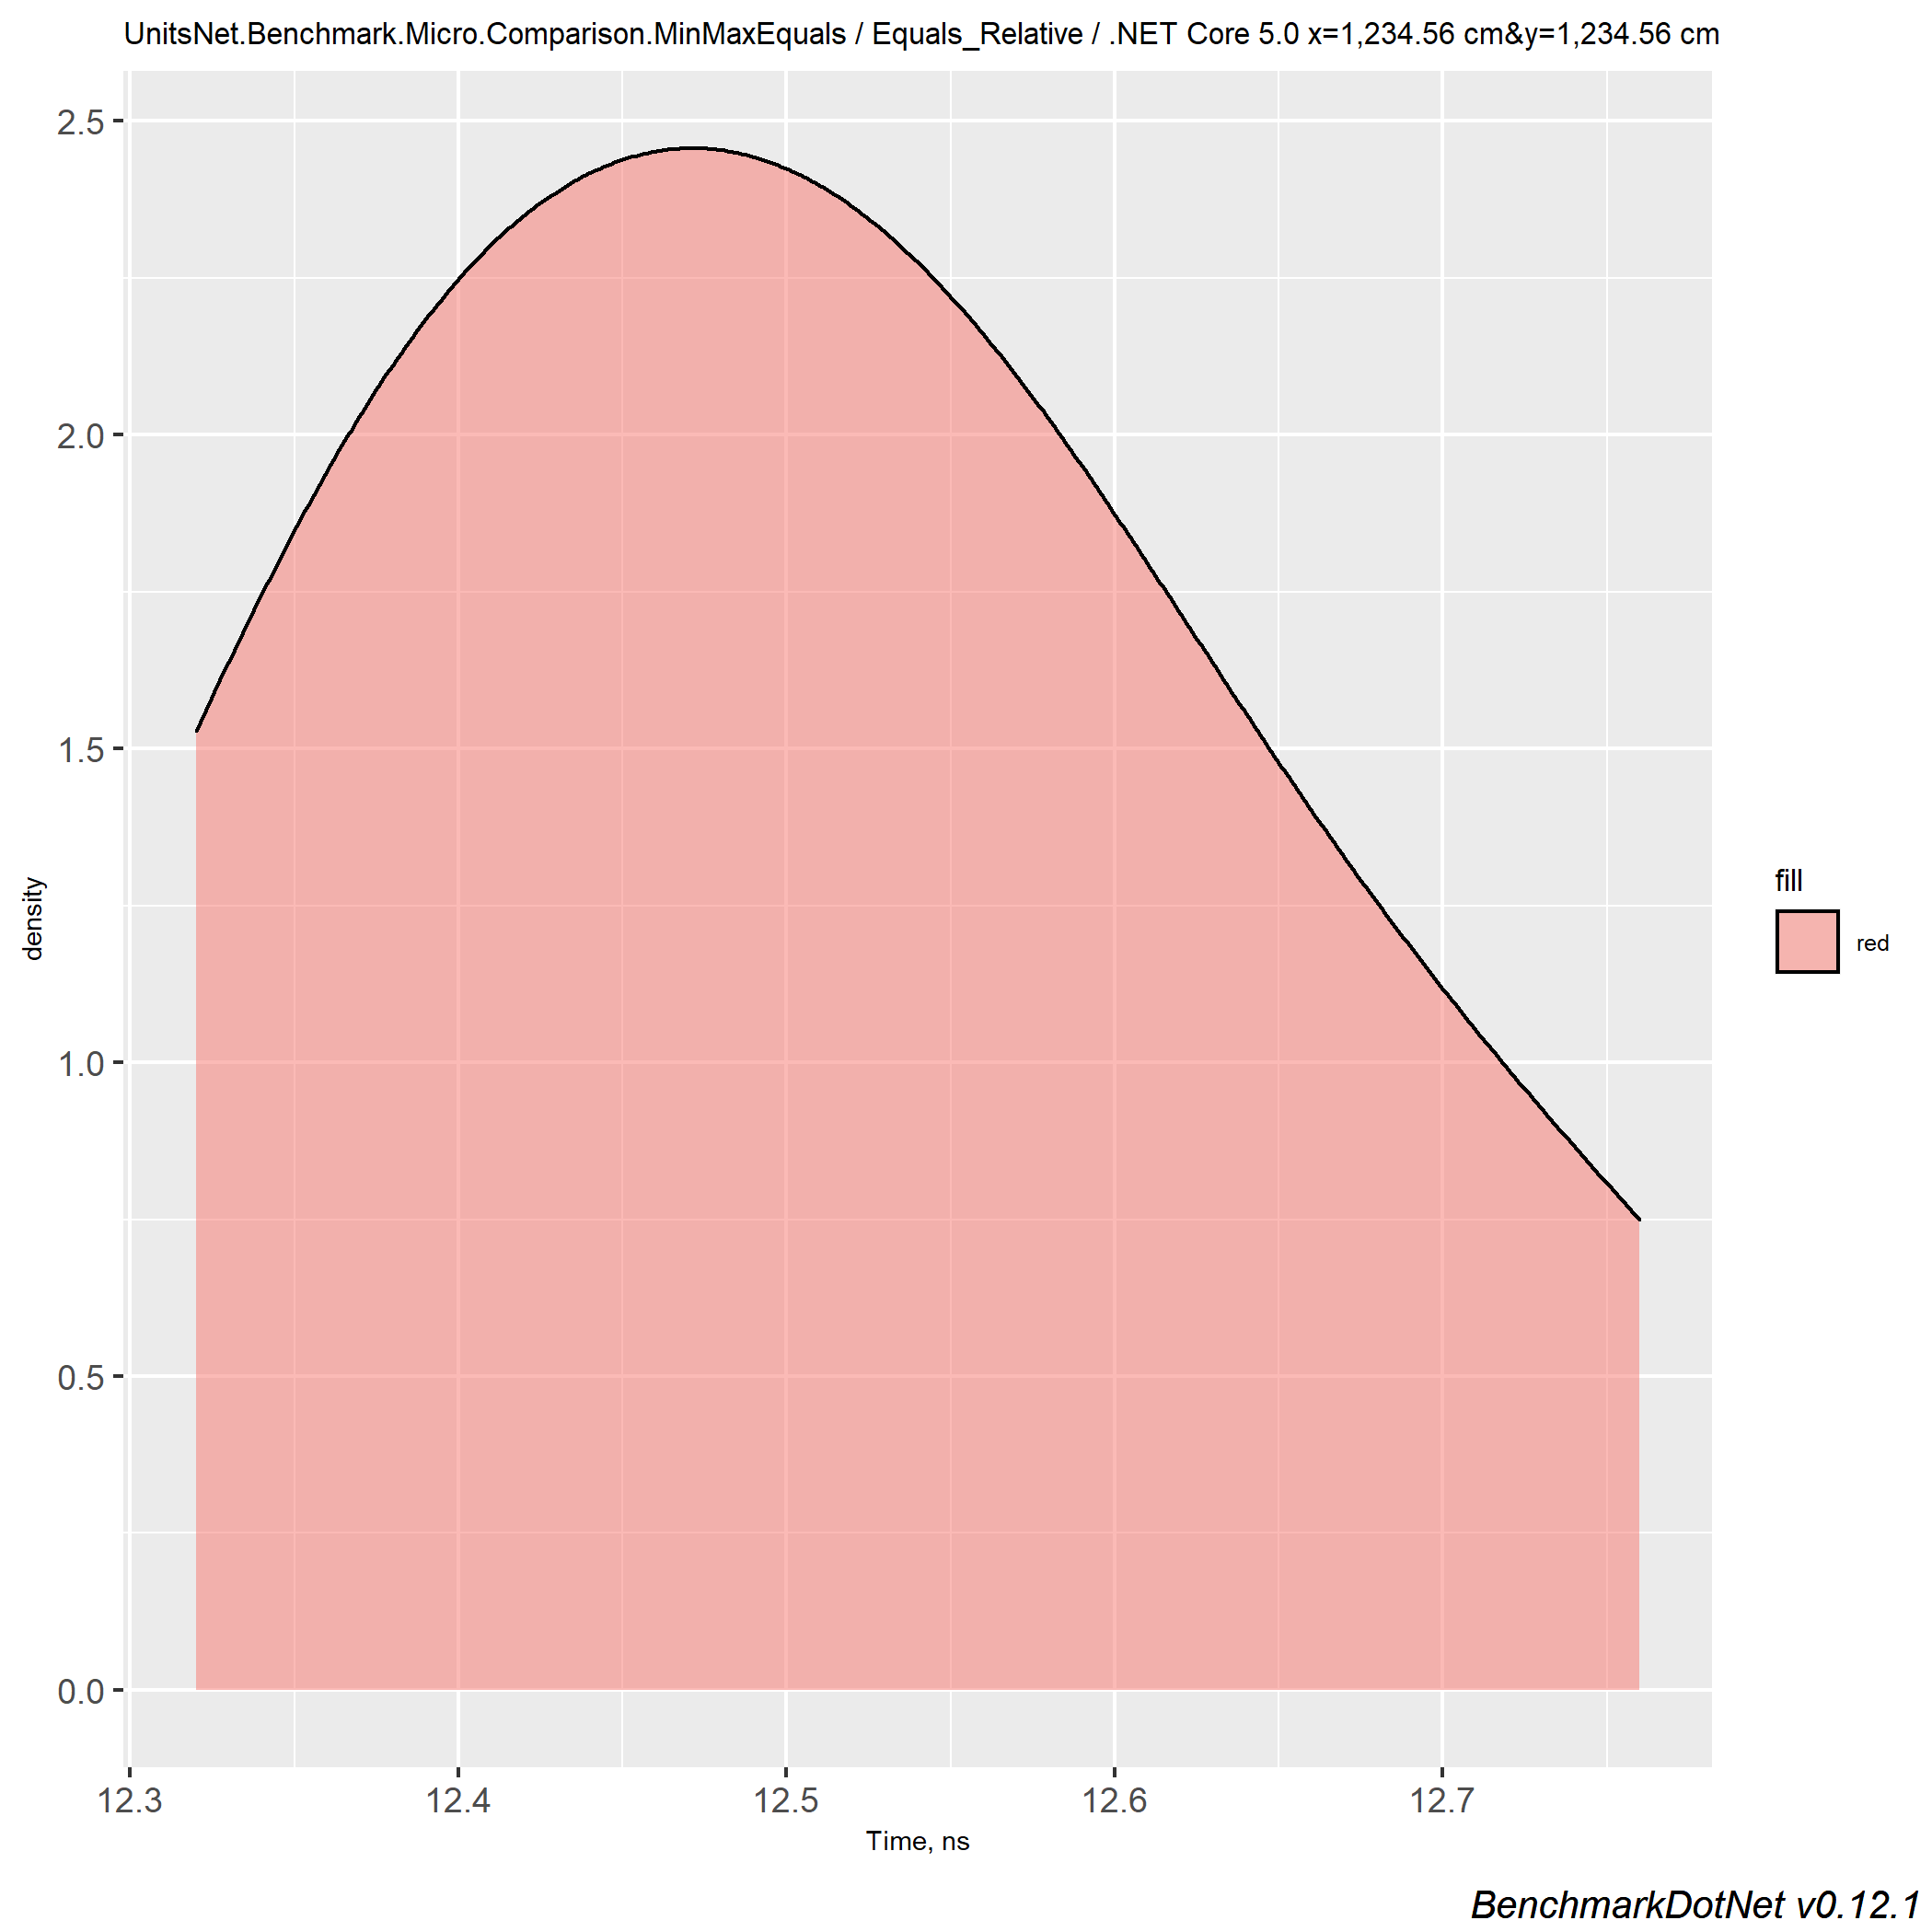 UnitsNet.Benchmark.Micro.Comparison.MinMaxEquals / Equals_Relative / .NET Core 5.0 x=1,234.56 cm&y=1,234.56 cm
2.5
2.0
1.5
1.0
0.5
0.0
density
12.3 12.4 12.5 12.6 12.7
Time, ns
fill
red
BenchmarkDotNet v0.12.1